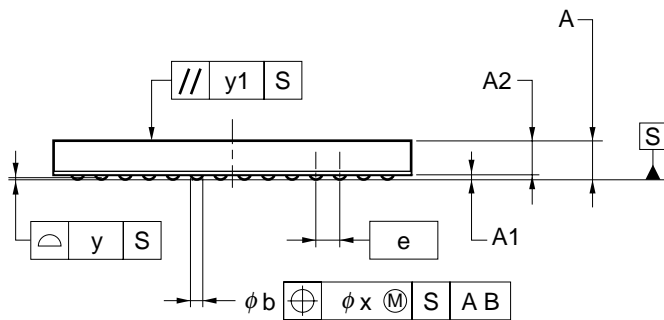 A
// y1 S
A2
S
⌓ y S
e
A1
φb ⌖ φx Ⓜ S A B